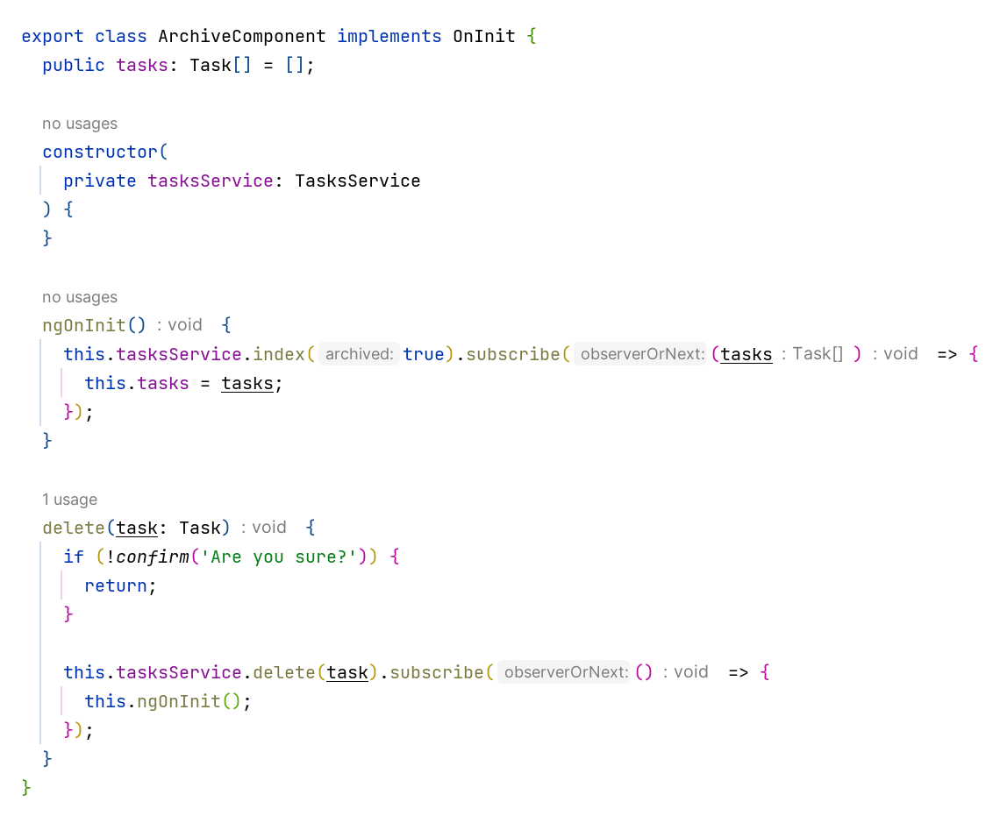 export class ArchiveComponent implements OnInit {
public tasks: Task[] = [];
no usages
constructor(
private tasksService: TasksService
) {
}
no usages
ngOnInit() : void {
this.tasksService.index( archived: true).subscribe( observerOrNext: (tasks : Task[] ) : void => {
this.tasks = tasks;
});
}
1 usage
delete(task: Task) : void {
if (!confirm('Are you sure?')) {
return;
}
this.tasksService.delete(task).subscribe( observerOrNext: () : void => {
this.ngOnInit();
});
}
}